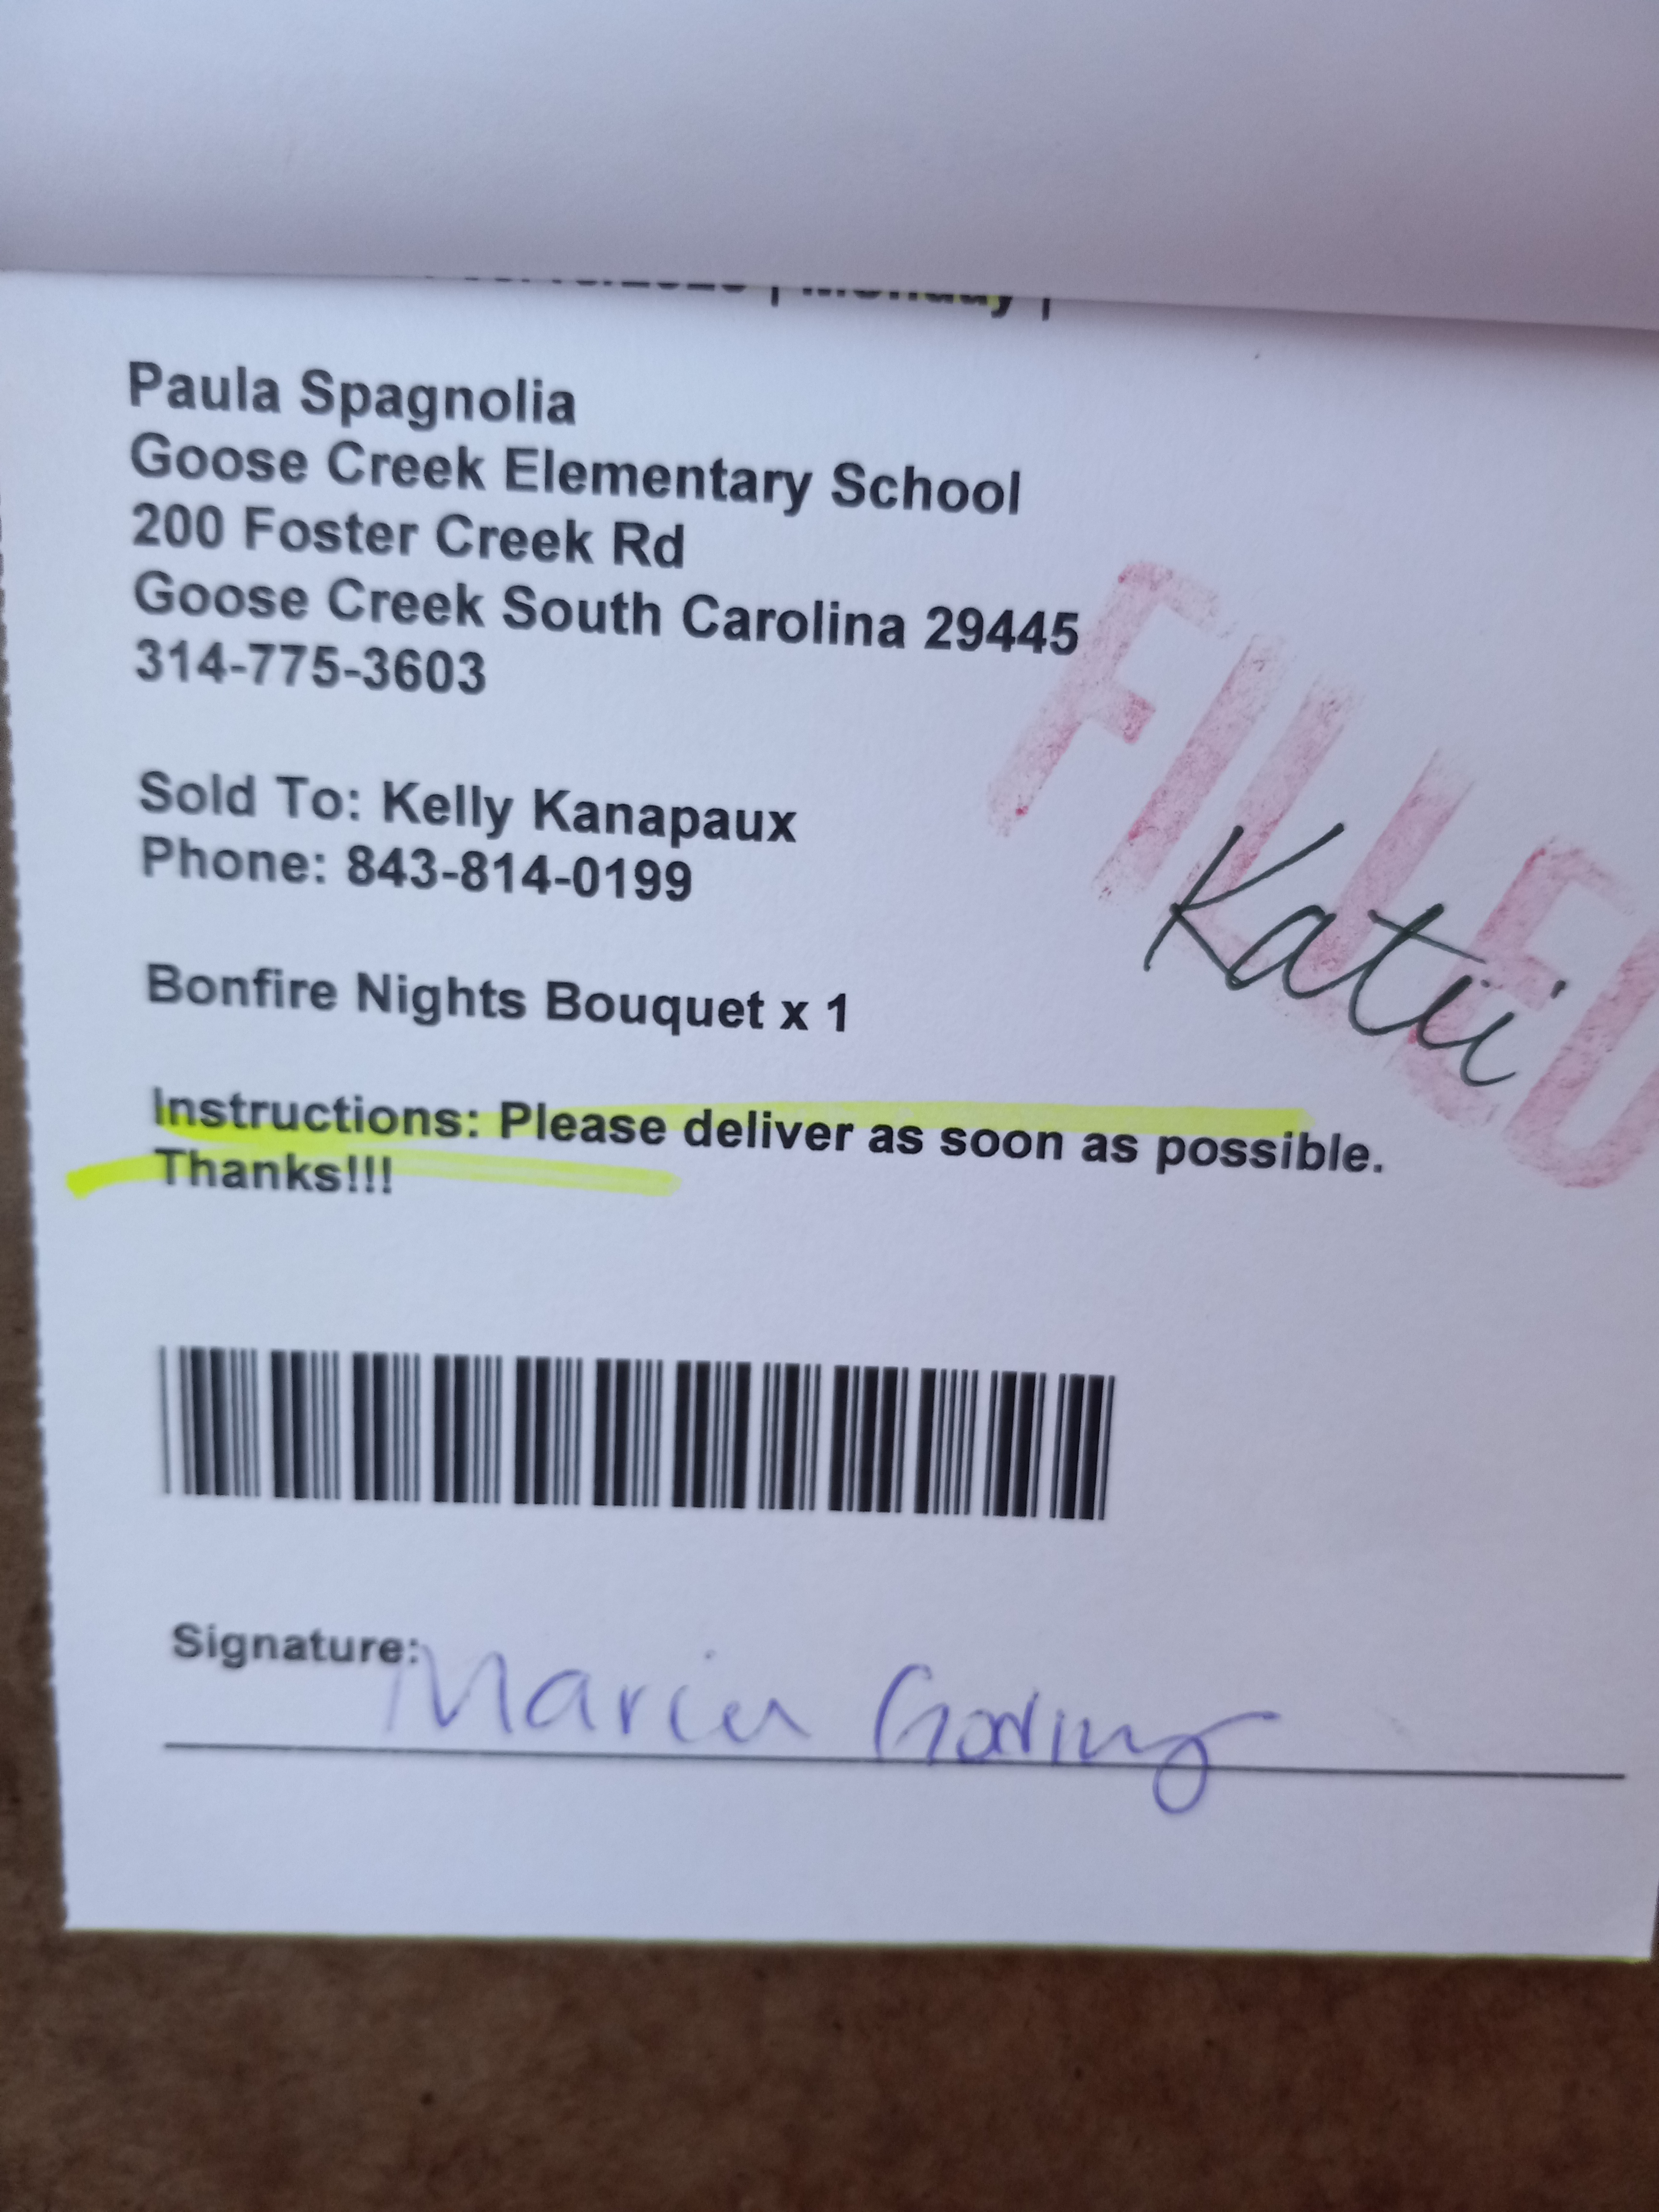 Monday |
Paula Spagnolia
Goose Creek Elementary School
200 Foster Creek Rd
Goose Creek South Carolina 29445
314-775-3603
FILLED
Sold To: Kelly Kanapaux
Phone: 843-814-0199
Katii
Bonfire Nights Bouquet x 1
Instructions: Please deliver as soon as possible.
Thanks!!!
Signature: Maria